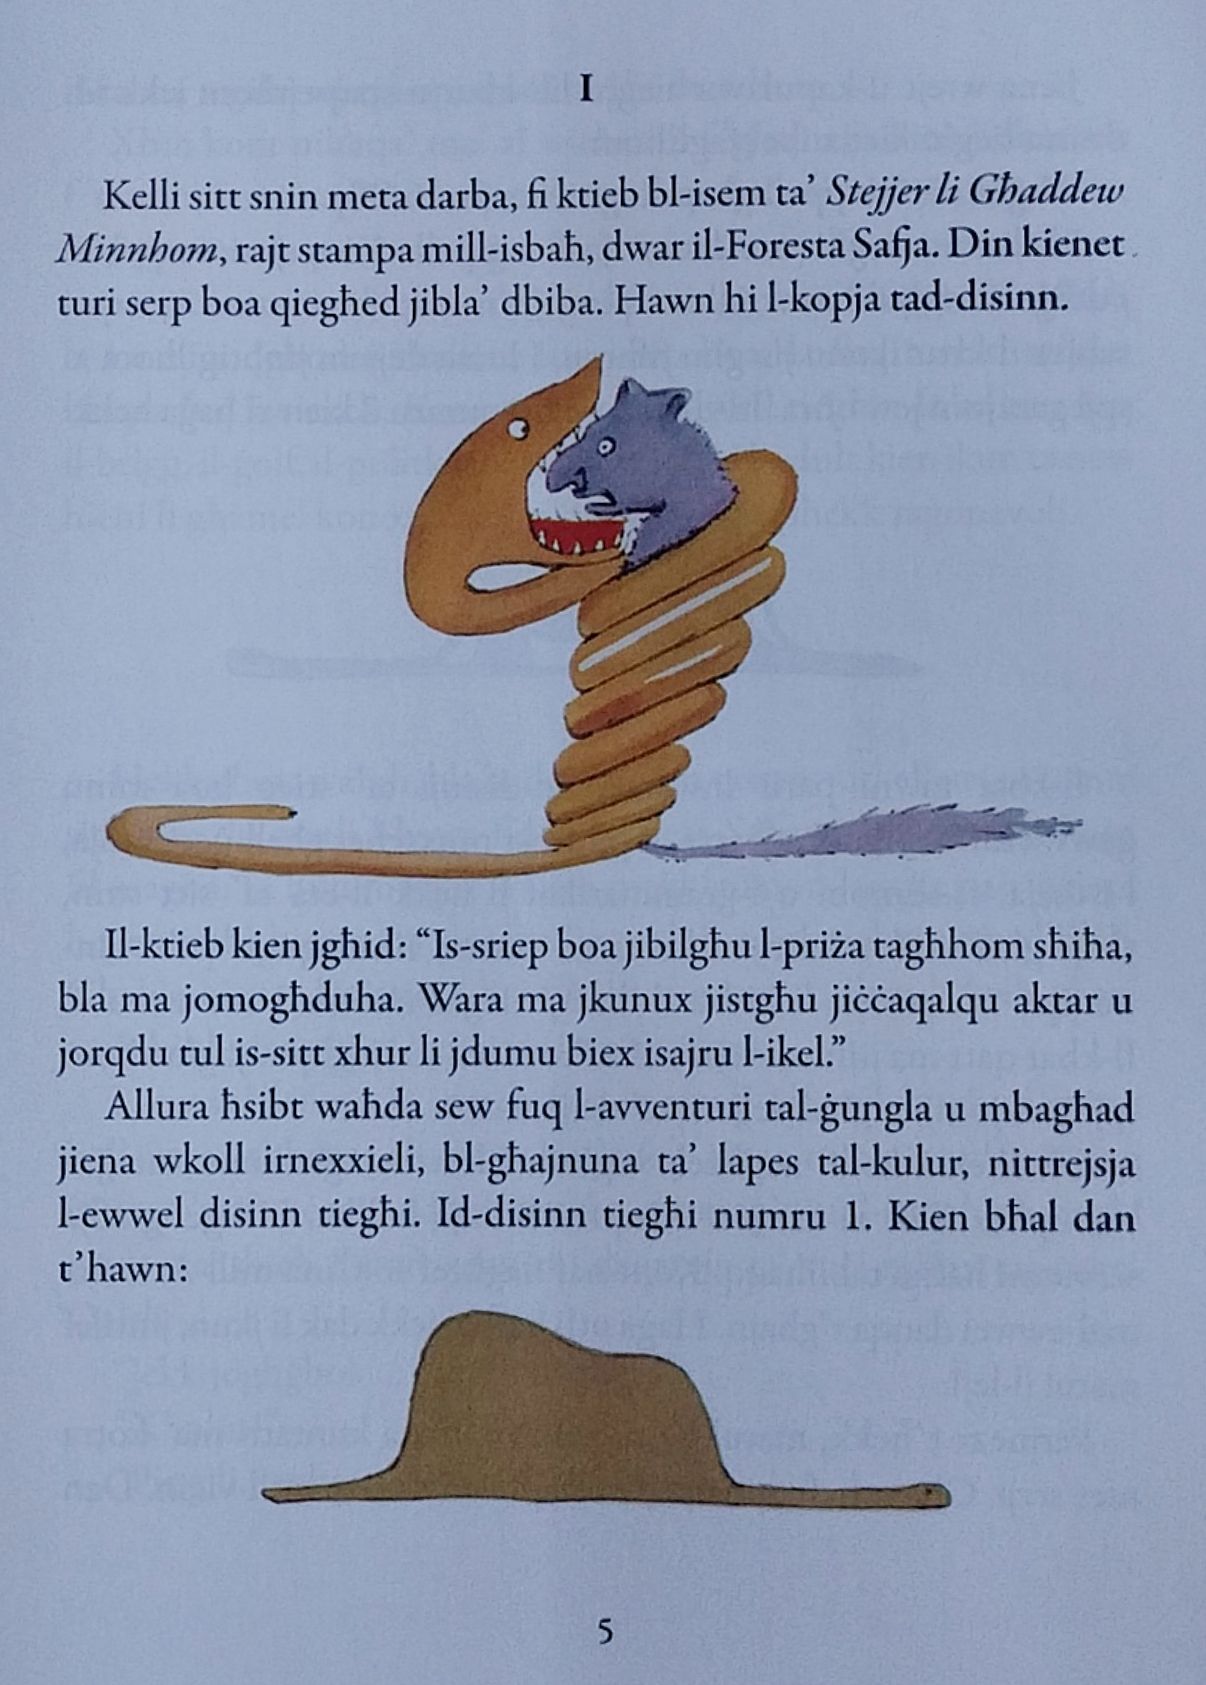 I
Kelli sitt snin meta darba, fi ktieb bl-isem ta’ Stejjer li Għaddew
Minnhom, rajt stampa mill-isbaħ, dwar il-Foresta Safja. Din kienet
turi serp boa qiegħed jibla’ dbiba. Hawn hi l-kopja tad-disinn.
Il-ktieb kien jgħid: “Is-sriep boa jibilgħu l-priża tagħhom sħiħa,
bla ma jomogħduha. Wara ma jkunux jistgħu jiċċaqalqu aktar u
jorqdu tul is-sitt xhur li jdumu biex isajru l-ikel.”
Allura ħsibt waħda sew fuq l-avventuri tal-ġungla u mbagħad
jiena wkoll irnexxieli, bl-għajnuna ta’ lapes tal-kulur, nittrejsja
l-ewwel disinn tiegħi. Id-disinn tiegħi numru 1. Kien bħal dan
t’hawn:
5